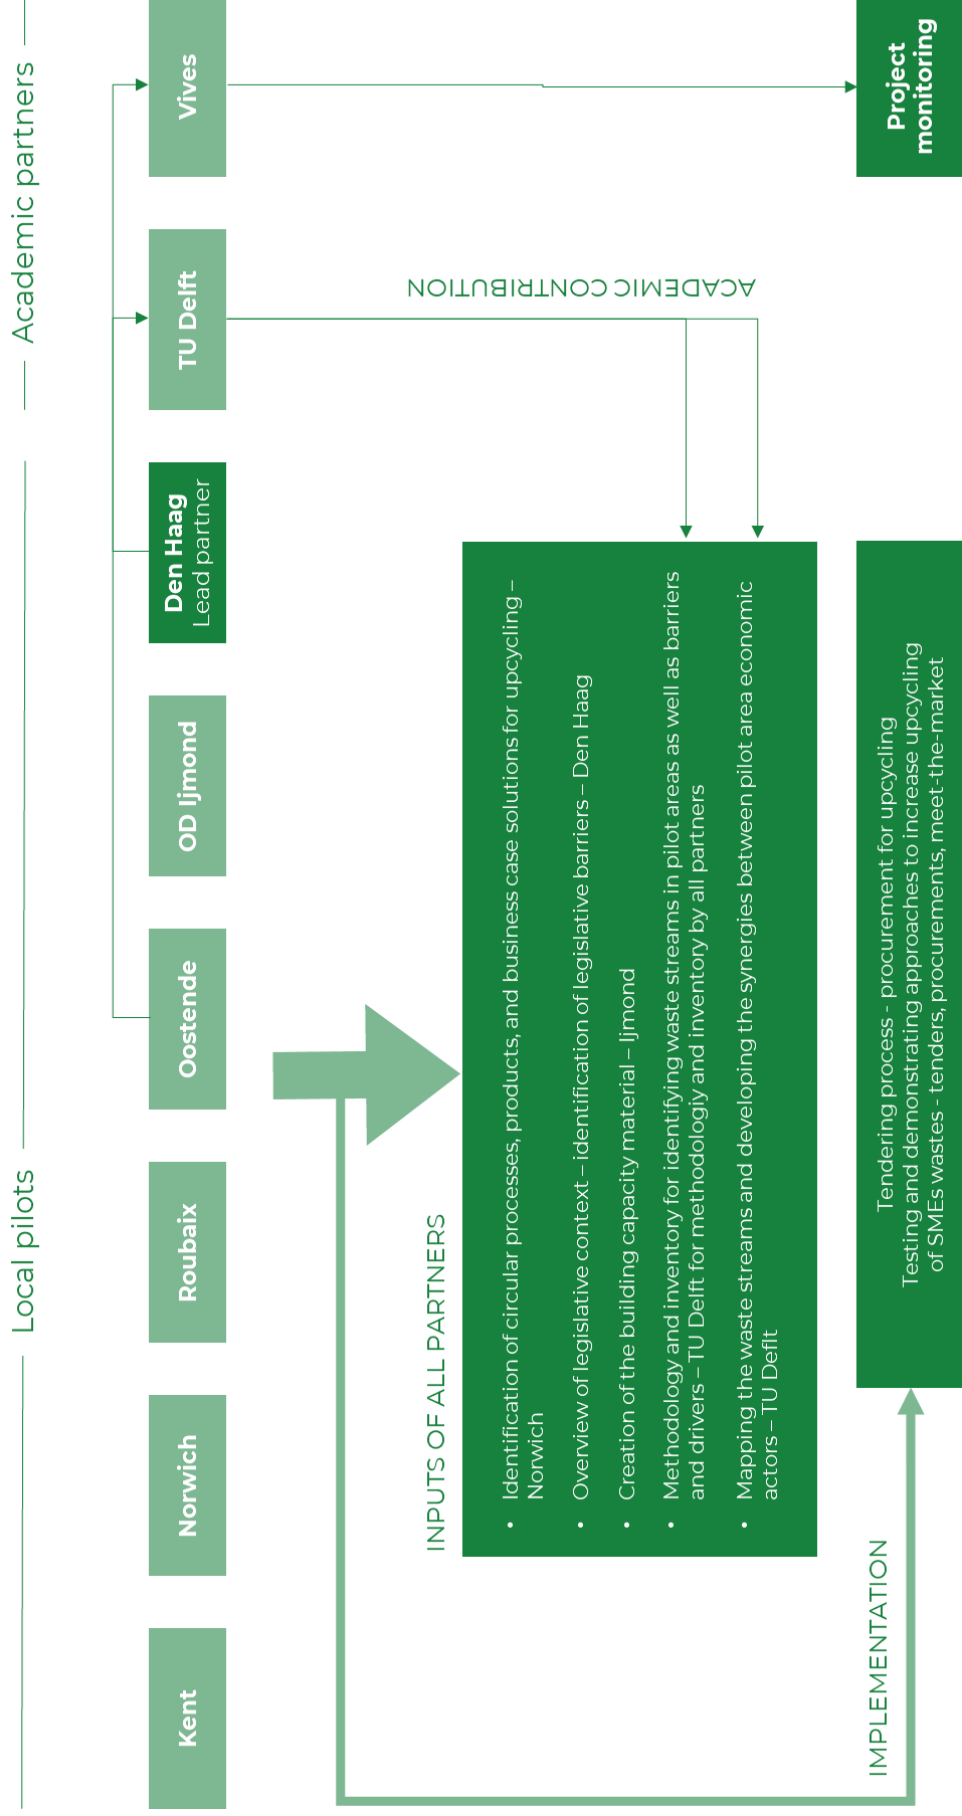 Local pilots
Academic partners
Kent
Norwich
Roubaix
Oostende
OD Ijmond
Den Haag
Lead partner
TU Delft
Vives
INPUTS OF ALL PARTNERS
ACADEMIC CONTRIBUTION
• Identification of circular processes, products, and business case solutions for upcycling –
Norwich
• Overview of legislative context – identification of legislative barriers – Den Haag
• Creation of the building capacity material – Ijmond
• Methodology and inventory for identifying waste streams in pilot areas as well as barriers
and drivers – TU Delft for methodologiy and inventory by all partners
• Mapping the waste streams and developing the synergies between pilot area economic
actors – TU Deflt
IMPLEMENTATION
Tendering process - procurement for upcycling
Testing and demonstrating approaches to increase upcycling
of SMEs wastes - tenders, procurements, meet-the-market
Project
monitoring